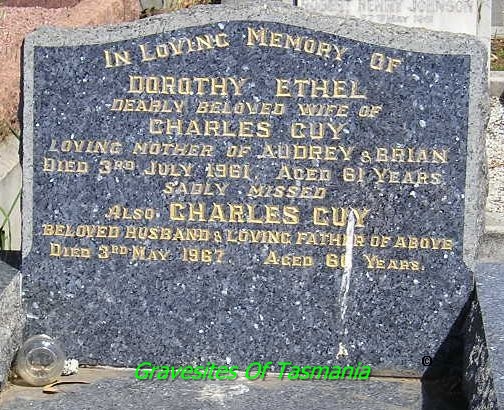 HENRY JOHNSON
In Loving Memory Of
DOROTHY ETHEL
DEARLY BELOVED WIFE OF
CHARLES GUY
LOVING MOTHER OF AUDREY & BRIAN
DIED 3RD JULY 1961. AGED 61 YEARS
SADLY MISSED
ALSO CHARLES GUY
BELOVED HUSBAND & LOVING FATHER OF ABOVE
DIED 3RD MAY 1967 AGED YEARS.
Gravesites Of Tasmania
©